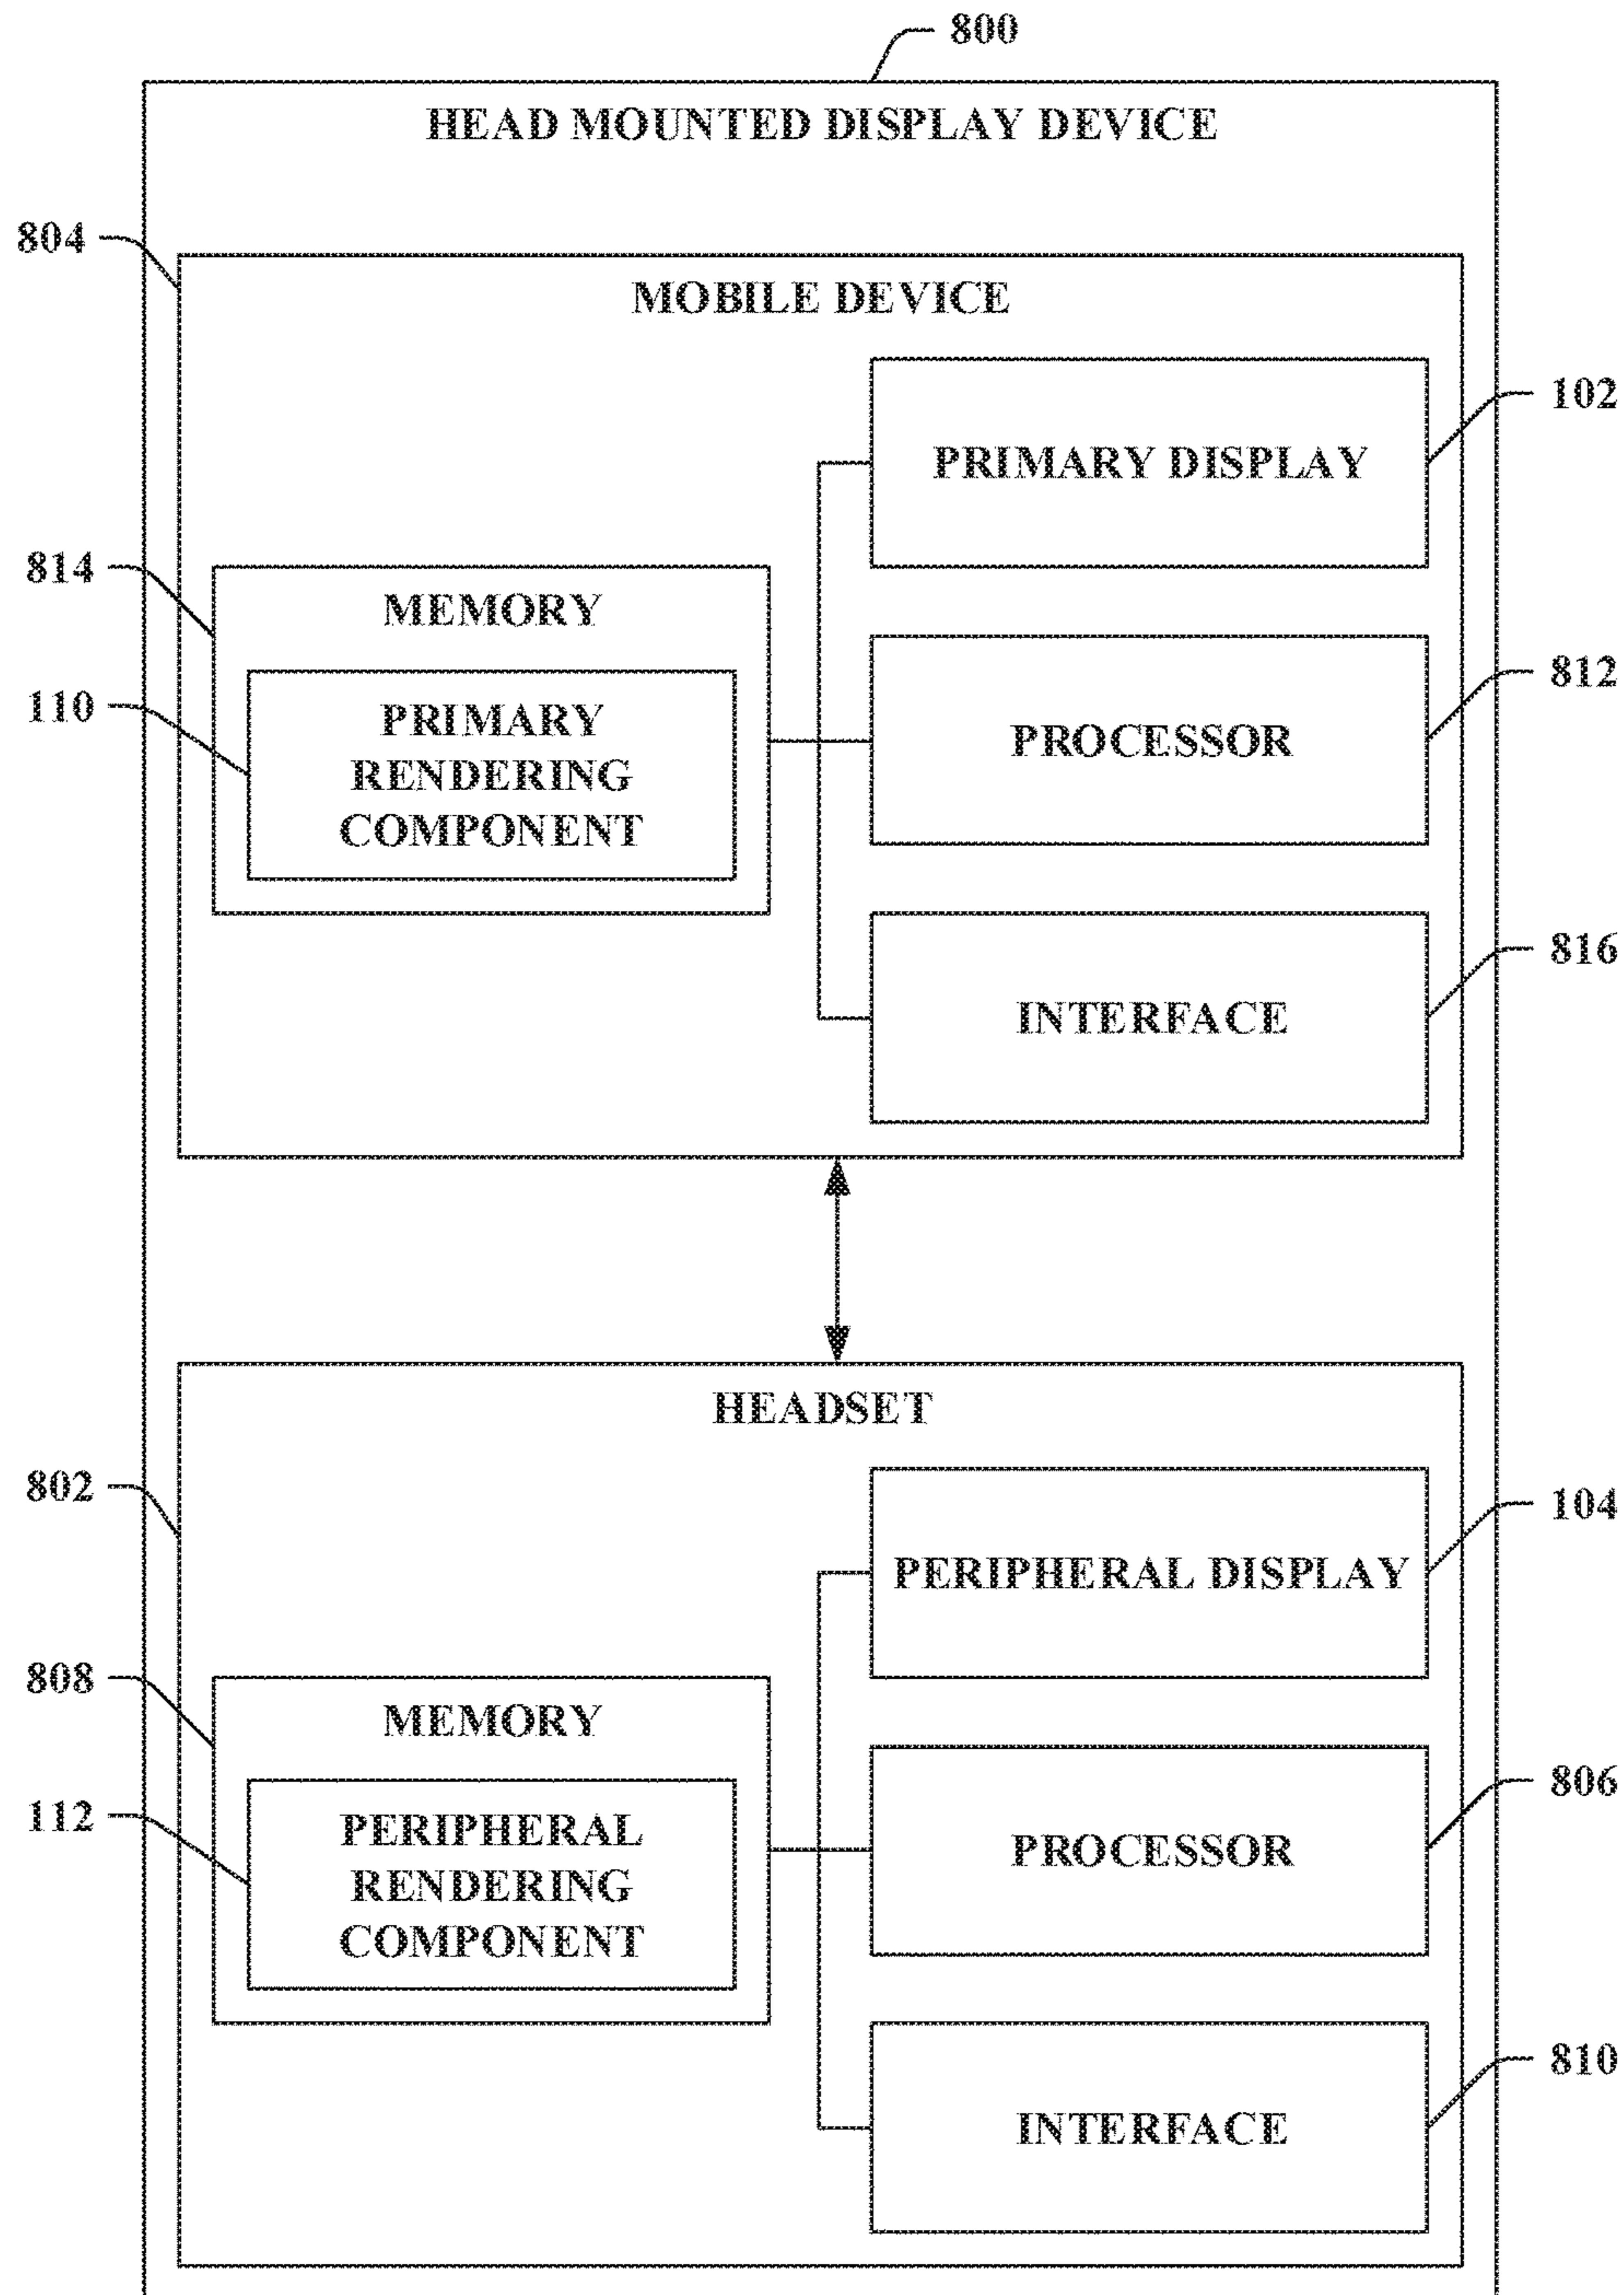 800
HEAD MOUNTED DISPLAY DEVICE
804
MOBILE DEVICE
102
PRIMARY DISPLAY
814
MEMORY
812
110
PRIMARY
RENDERING
COMPONENT
PROCESSOR
816
INTERFACE
HEADSET
802
104
PERIPHERAL DISPLAY
808
MEMORY
806
112
PERIPHERAL
RENDERING
COMPONENT
PROCESSOR
810
INTERFACE